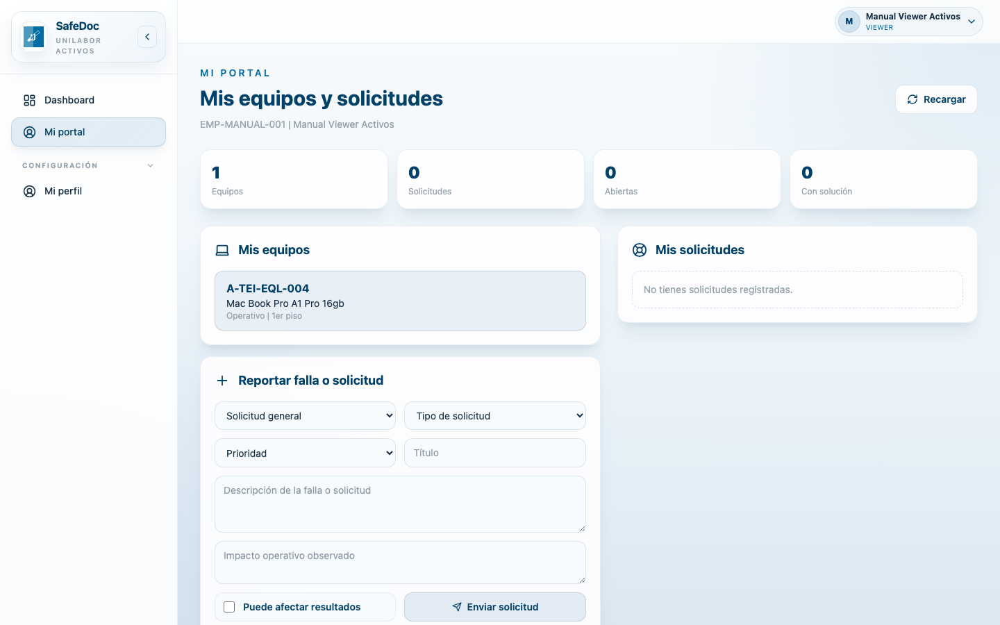 SafeDoc
UNILABOR
ACTIVOS
Dashboard
Mi portal
CONFIGURACIÓN
Mi perfil
M
Manual Viewer Activos
VIEWER
MI PORTAL
Mis equipos y solicitudes
EMP-MANUAL-001 | Manual Viewer Activos
Recargar
1
Equipos
0
Solicitudes
0
Abiertas
0
Con solución
Mis equipos
A-TEI-EQL-004
Mac Book Pro A1 Pro 16gb
Operativo | 1er piso
Mis solicitudes
No tienes solicitudes registradas.
Reportar falla o solicitud
Solicitud general
Tipo de solicitud
Prioridad
Título
Descripción de la falla o solicitud
Impacto operativo observado
Puede afectar resultados
Enviar solicitud